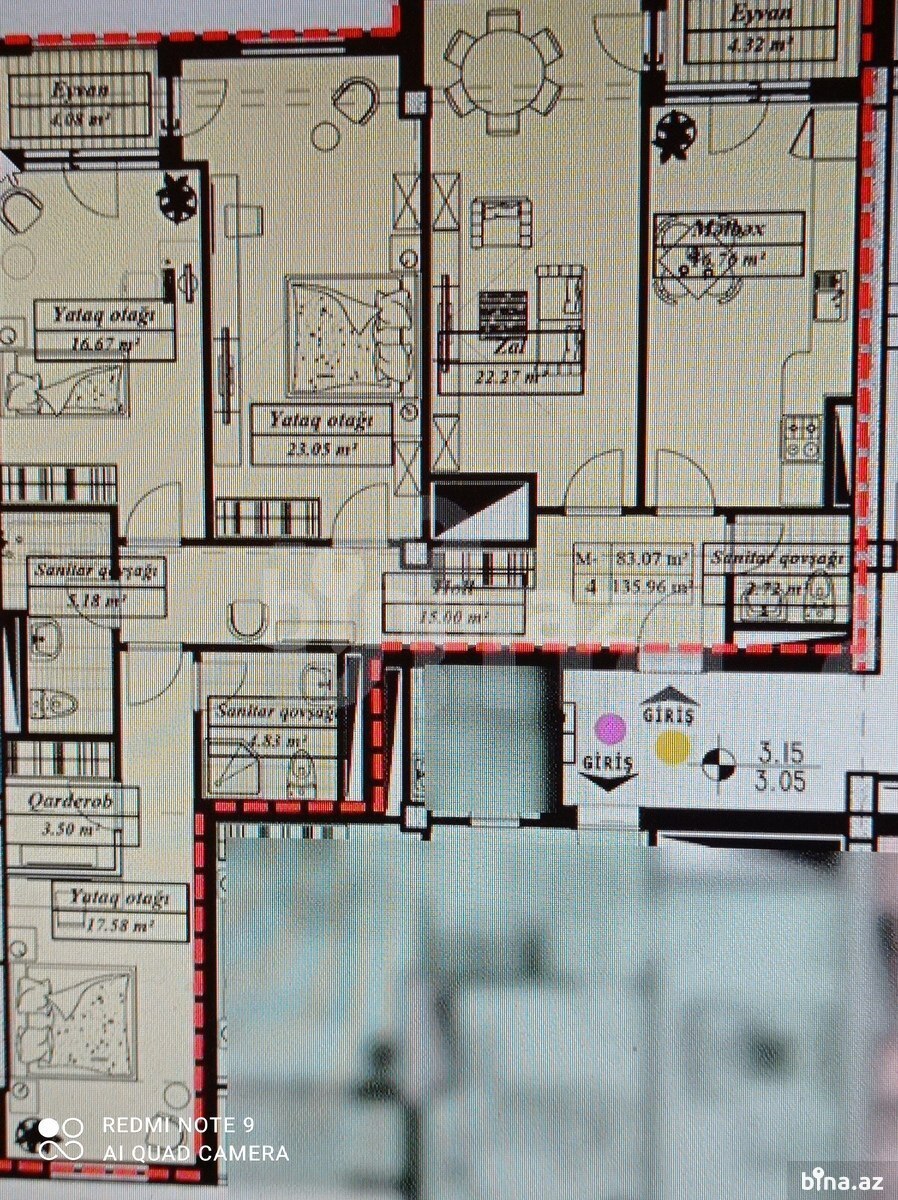 Eyvan
4.32 m²
Eyvan
4.08 m²
Mətbəx
Yataq otağı
16.67 m²
Zal
22.27 m²
Yataq otağı
23.05 m²
M-4
83.07 m²
135.96 m²
Sanitar qovşağı
2.72 m²
Sanitar qovşağı
5.18 m²
Holl
15.00 m²
Sanitar qovşağı
4.83 m²
GİRİŞ
GİRİŞ
3.15
3.05
Qarderob
3.50 m²
Yataq otağı
17.58 m²
REDMI NOTE 9
AI QUAD CAMERA
bina.az